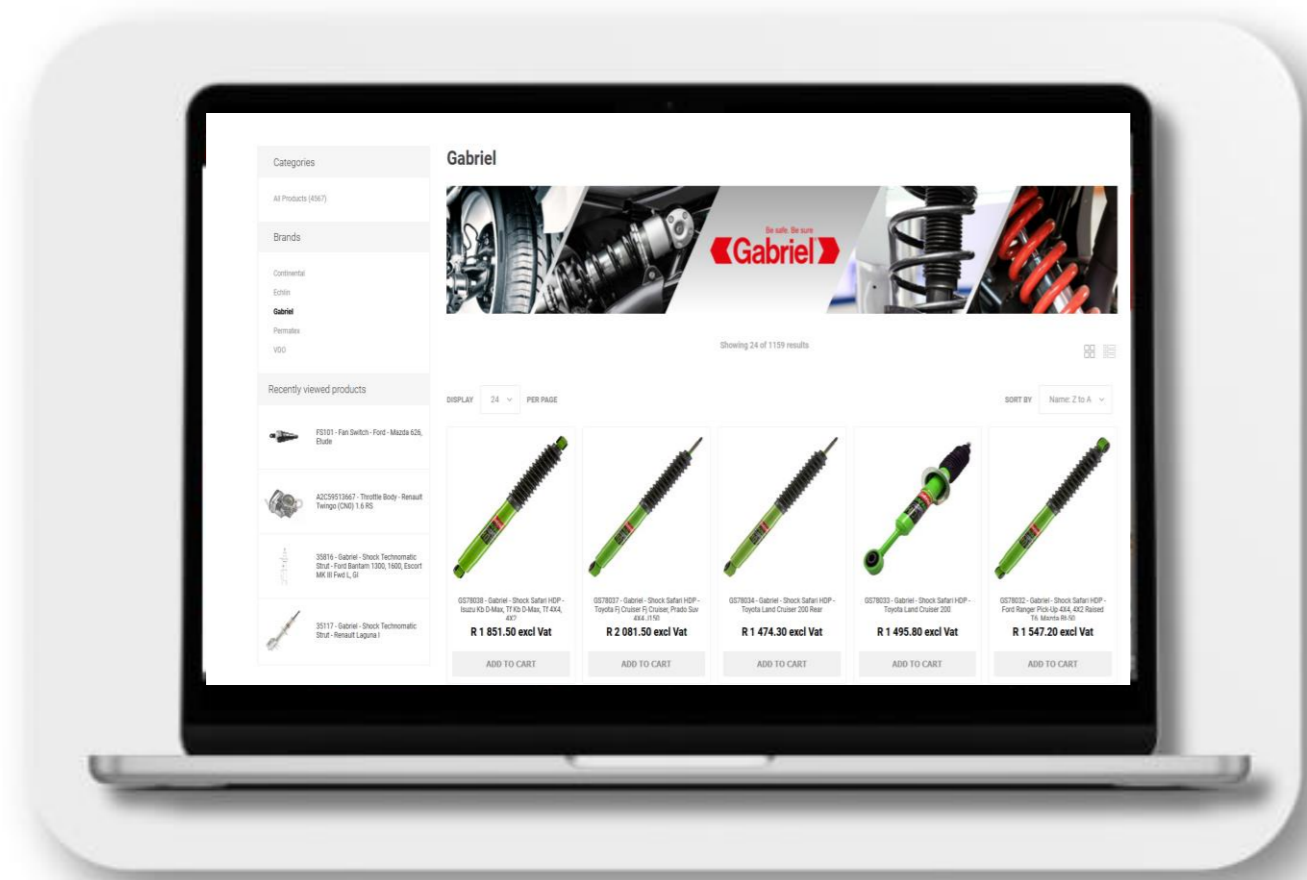 Categories
All Products (4567)
Brands
Continental
Echlin
Gabriel
Permatex
VDO
Recently viewed products
FS101 - Fan Switch - Ford - Mazda 626,
Etude
A2C59513667 - Throttle Body - Renault
Twingo (CN0) 1.6 RS
35816 - Gabriel - Shock Technomatic
Strut - Ford Bantam 1300, 1600, Escort
MK III Fwd L, Gl
35117 - Gabriel - Shock Technomatic
Strut - Renault Laguna I
Gabriel
Be safe. Be sure
Gabriel
Showing 24 of 1159 results
DISPLAY 24 PER PAGE
SORT BY Name: Z to A
GS78038 - Gabriel - Shock Safari HDP -
Isuzu Kb D-Max, Tf Kb D-Max, Tf 4X4,
4X2
R 1 851.50 excl Vat
ADD TO CART
GS78037 - Gabriel - Shock Safari HDP -
Toyota Fj Cruiser Fj Cruiser, Prado Suv
4X4 J150
R 2 081.50 excl Vat
ADD TO CART
GS78034 - Gabriel - Shock Safari HDP -
Toyota Land Cruiser 200 Rear
R 1 474.30 excl Vat
ADD TO CART
GS78033 - Gabriel - Shock Safari HDP -
Toyota Land Cruiser 200
R 1 495.80 excl Vat
ADD TO CART
GS78032 - Gabriel - Shock Safari HDP -
Ford Ranger Pick-Up 4X4, 4X2 Raised
T6, Mazda Bt-50
R 1 547.20 excl Vat
ADD TO CART